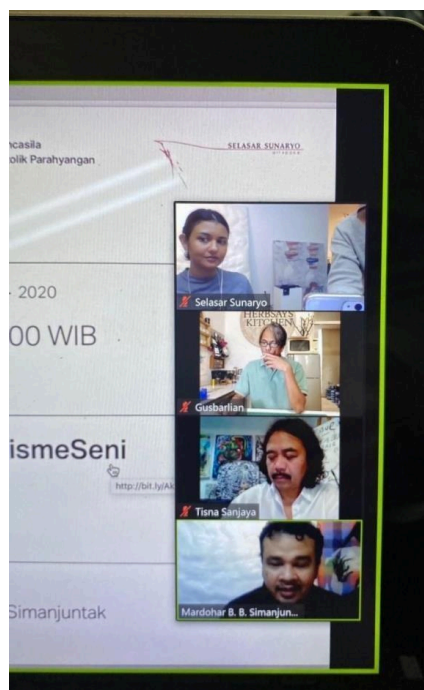 ncasila
olik Parahyangan
SELASAR SUNARYO
2020
00 WIB
ismeSeni
http://bit.ly/Ak
Simanjuntak
Selasar Sunaryo
HERBSAYS
KITCHEN
Gusbarlian
Tisna Sanjaya
Mardohar B. B. Simanjun...